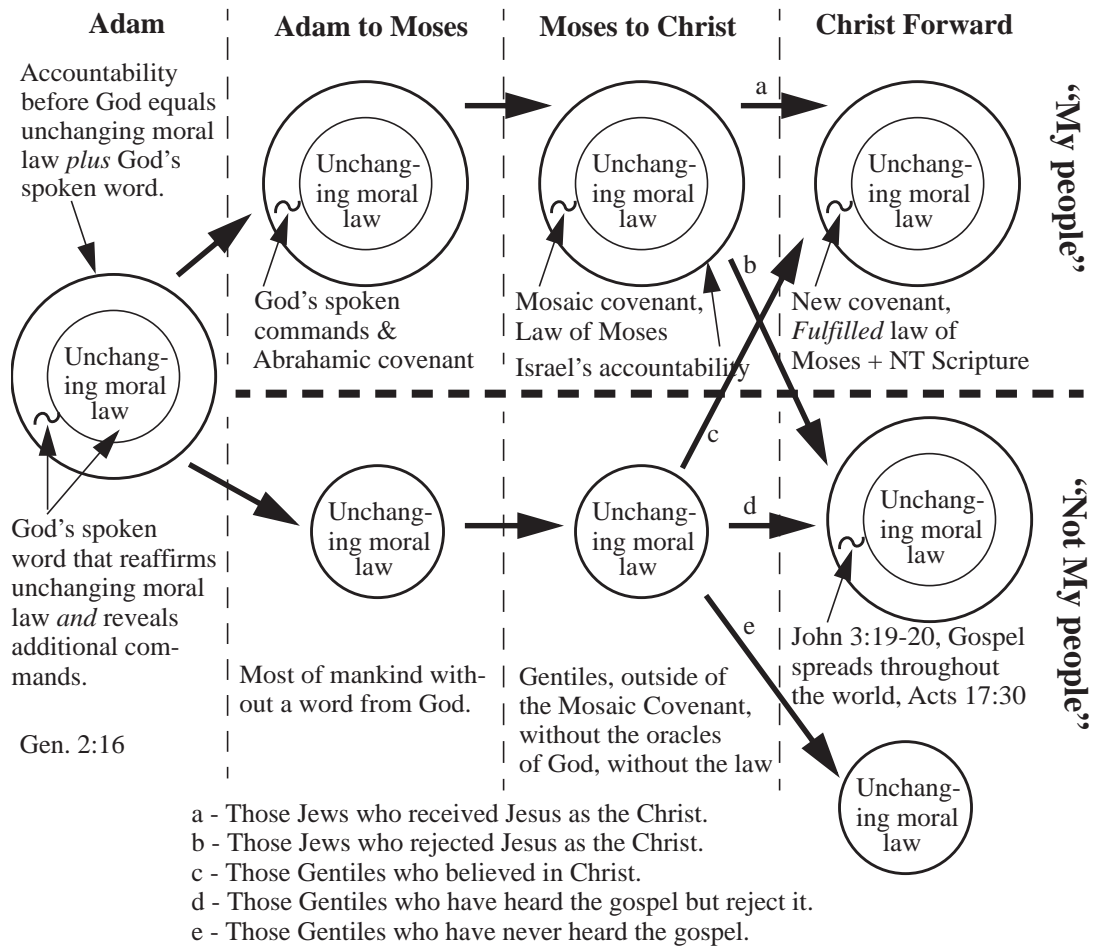 Adam
Adam to Moses
Moses to Christ
Christ Forward
Accountability
before God equals
unchanging moral
law plus God’s
spoken word.
Unchang-
ing moral
law
God’s spoken
word that reaffirms
unchanging moral
law and reveals
additional com-
mands.
Gen. 2:16
Unchang-
ing moral
law
God’s spoken
commands &
Abrahamic covenant
Unchang-
ing moral
law
Mosaic covenant,
Law of Moses
Israel’s accountability
a
b
Unchang-
ing moral
law
New covenant,
Fulfilled law of
Moses + NT Scripture
“My people”
Unchang-
ing moral
law
Most of mankind with-
out a word from God.
Unchang-
ing moral
law
Gentiles, outside of
the Mosaic Covenant,
without the oracles
of God, without the law
c
d
e
Unchang-
ing moral
law
John 3:19-20, Gospel
spreads throughout
the world, Acts 17:30
Unchang-
ing moral
law
“Not My people”
a - Those Jews who received Jesus as the Christ.
b - Those Jews who rejected Jesus as the Christ.
c - Those Gentiles who believed in Christ.
d - Those Gentiles who have heard the gospel but reject it.
e - Those Gentiles who have never heard the gospel.